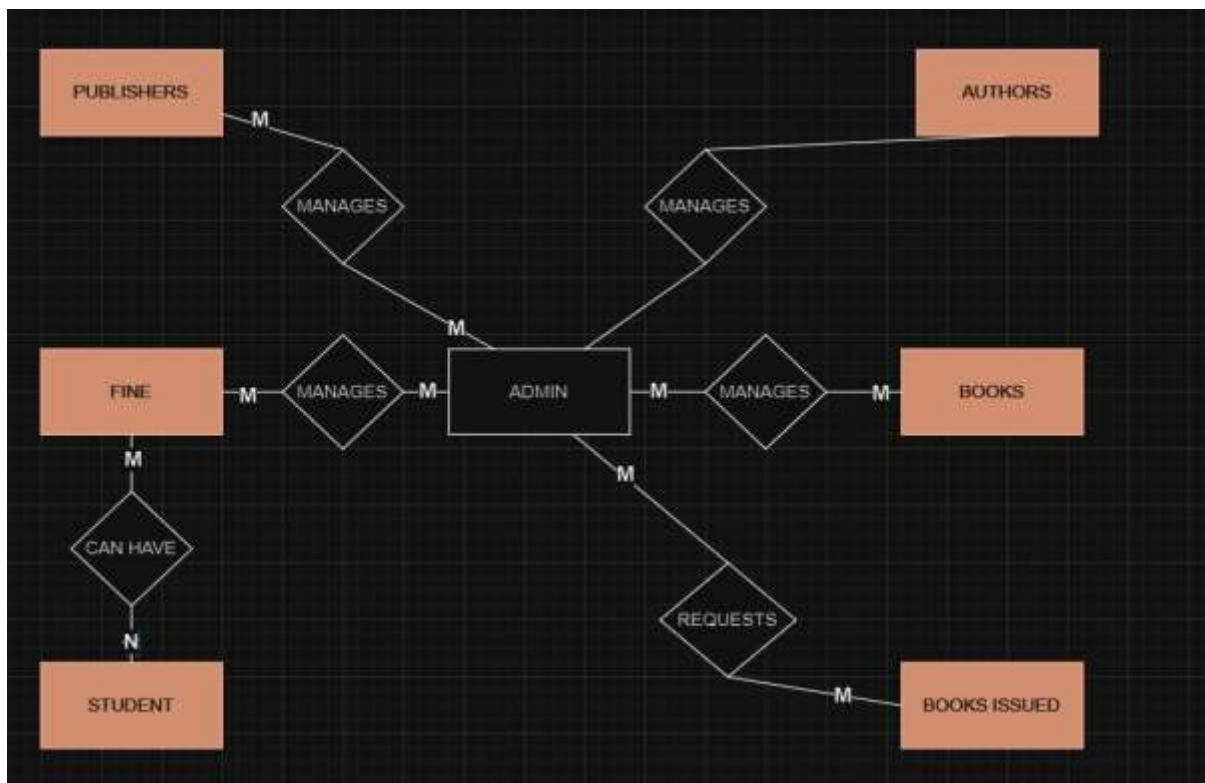 PUBLISHERS
AUTHORS
M
MANAGES
MANAGES
M
FINE
M
MANAGES
M
ADMIN
M
MANAGES
M
BOOKS
M
M
CAN HAVE
REQUESTS
N
M
STUDENT
BOOKS ISSUED